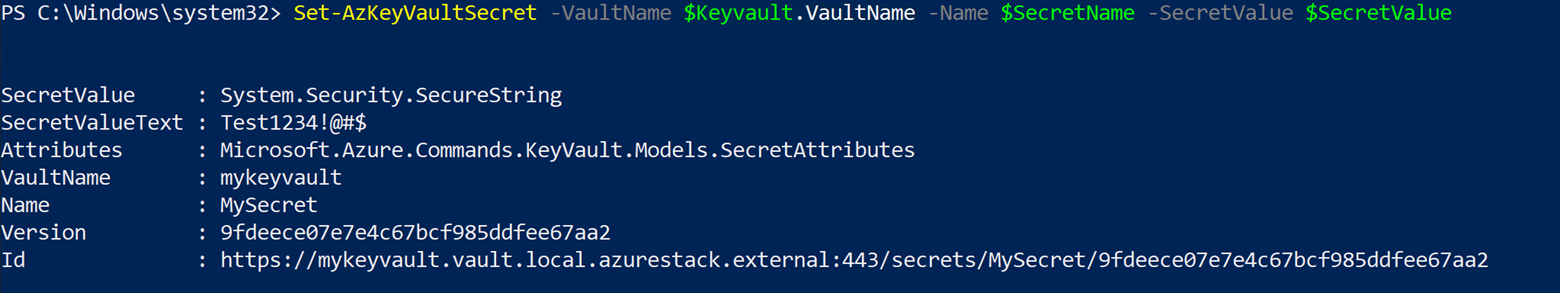 PS C:\Windows\system32> Set-AzKeyVaultSecret -VaultName $Keyvault.VaultName -Name $SecretName -SecretValue $SecretValue
SecretValue     : System.Security.SecureString
SecretValueText : Test1234!@#$
Attributes      : Microsoft.Azure.Commands.KeyVault.Models.SecretAttributes
VaultName       : mykeyvault
Name            : MySecret
Version         : 9fdeece07e7e4c67bcf985ddfee67aa2
Id              : https://mykeyvault.vault.local.azurestack.external:443/secrets/MySecret/9fdeece07e7e4c67bcf985ddfee67aa2